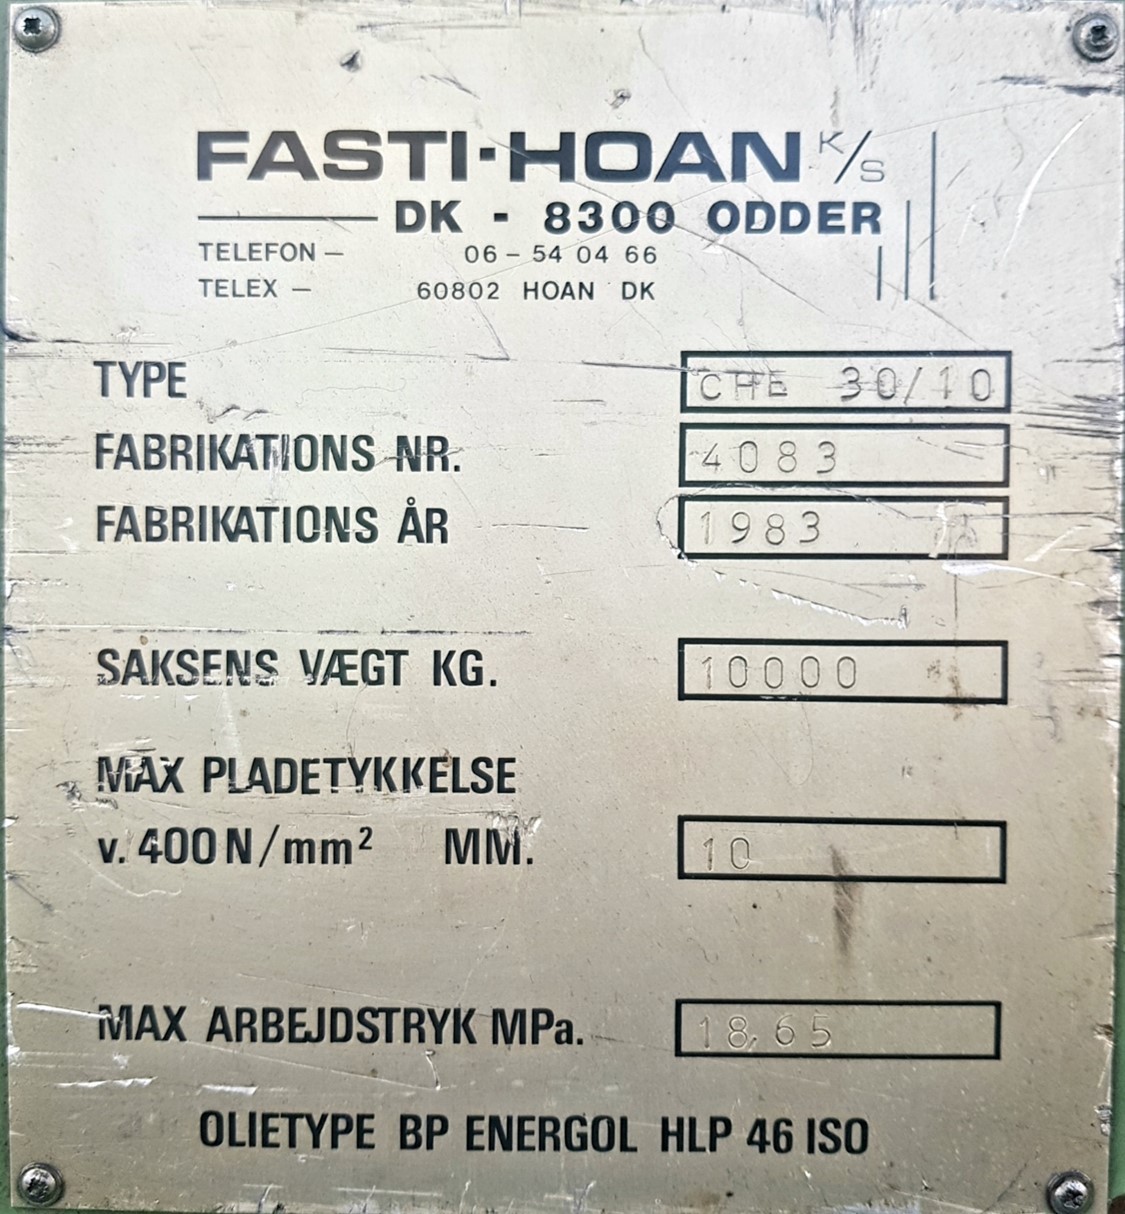 FASTI·HOAN K/S
DK - 8300 ODDER
TELEFON – 06 – 54 04 66
TELEX – 60802 HOAN DK
TYPE CHE 30/10
FABRIKATIONS NR. 4083
FABRIKATIONS ÅR 1983
SAKSENS VÆGT KG. 10000
MAX PLADETYKKELSE
v. 400 N/mm² MM. 10
MAX ARBEJDSTRYK MPa. 18,65
OLIETYPE BP ENERGOL HLP 46 ISO